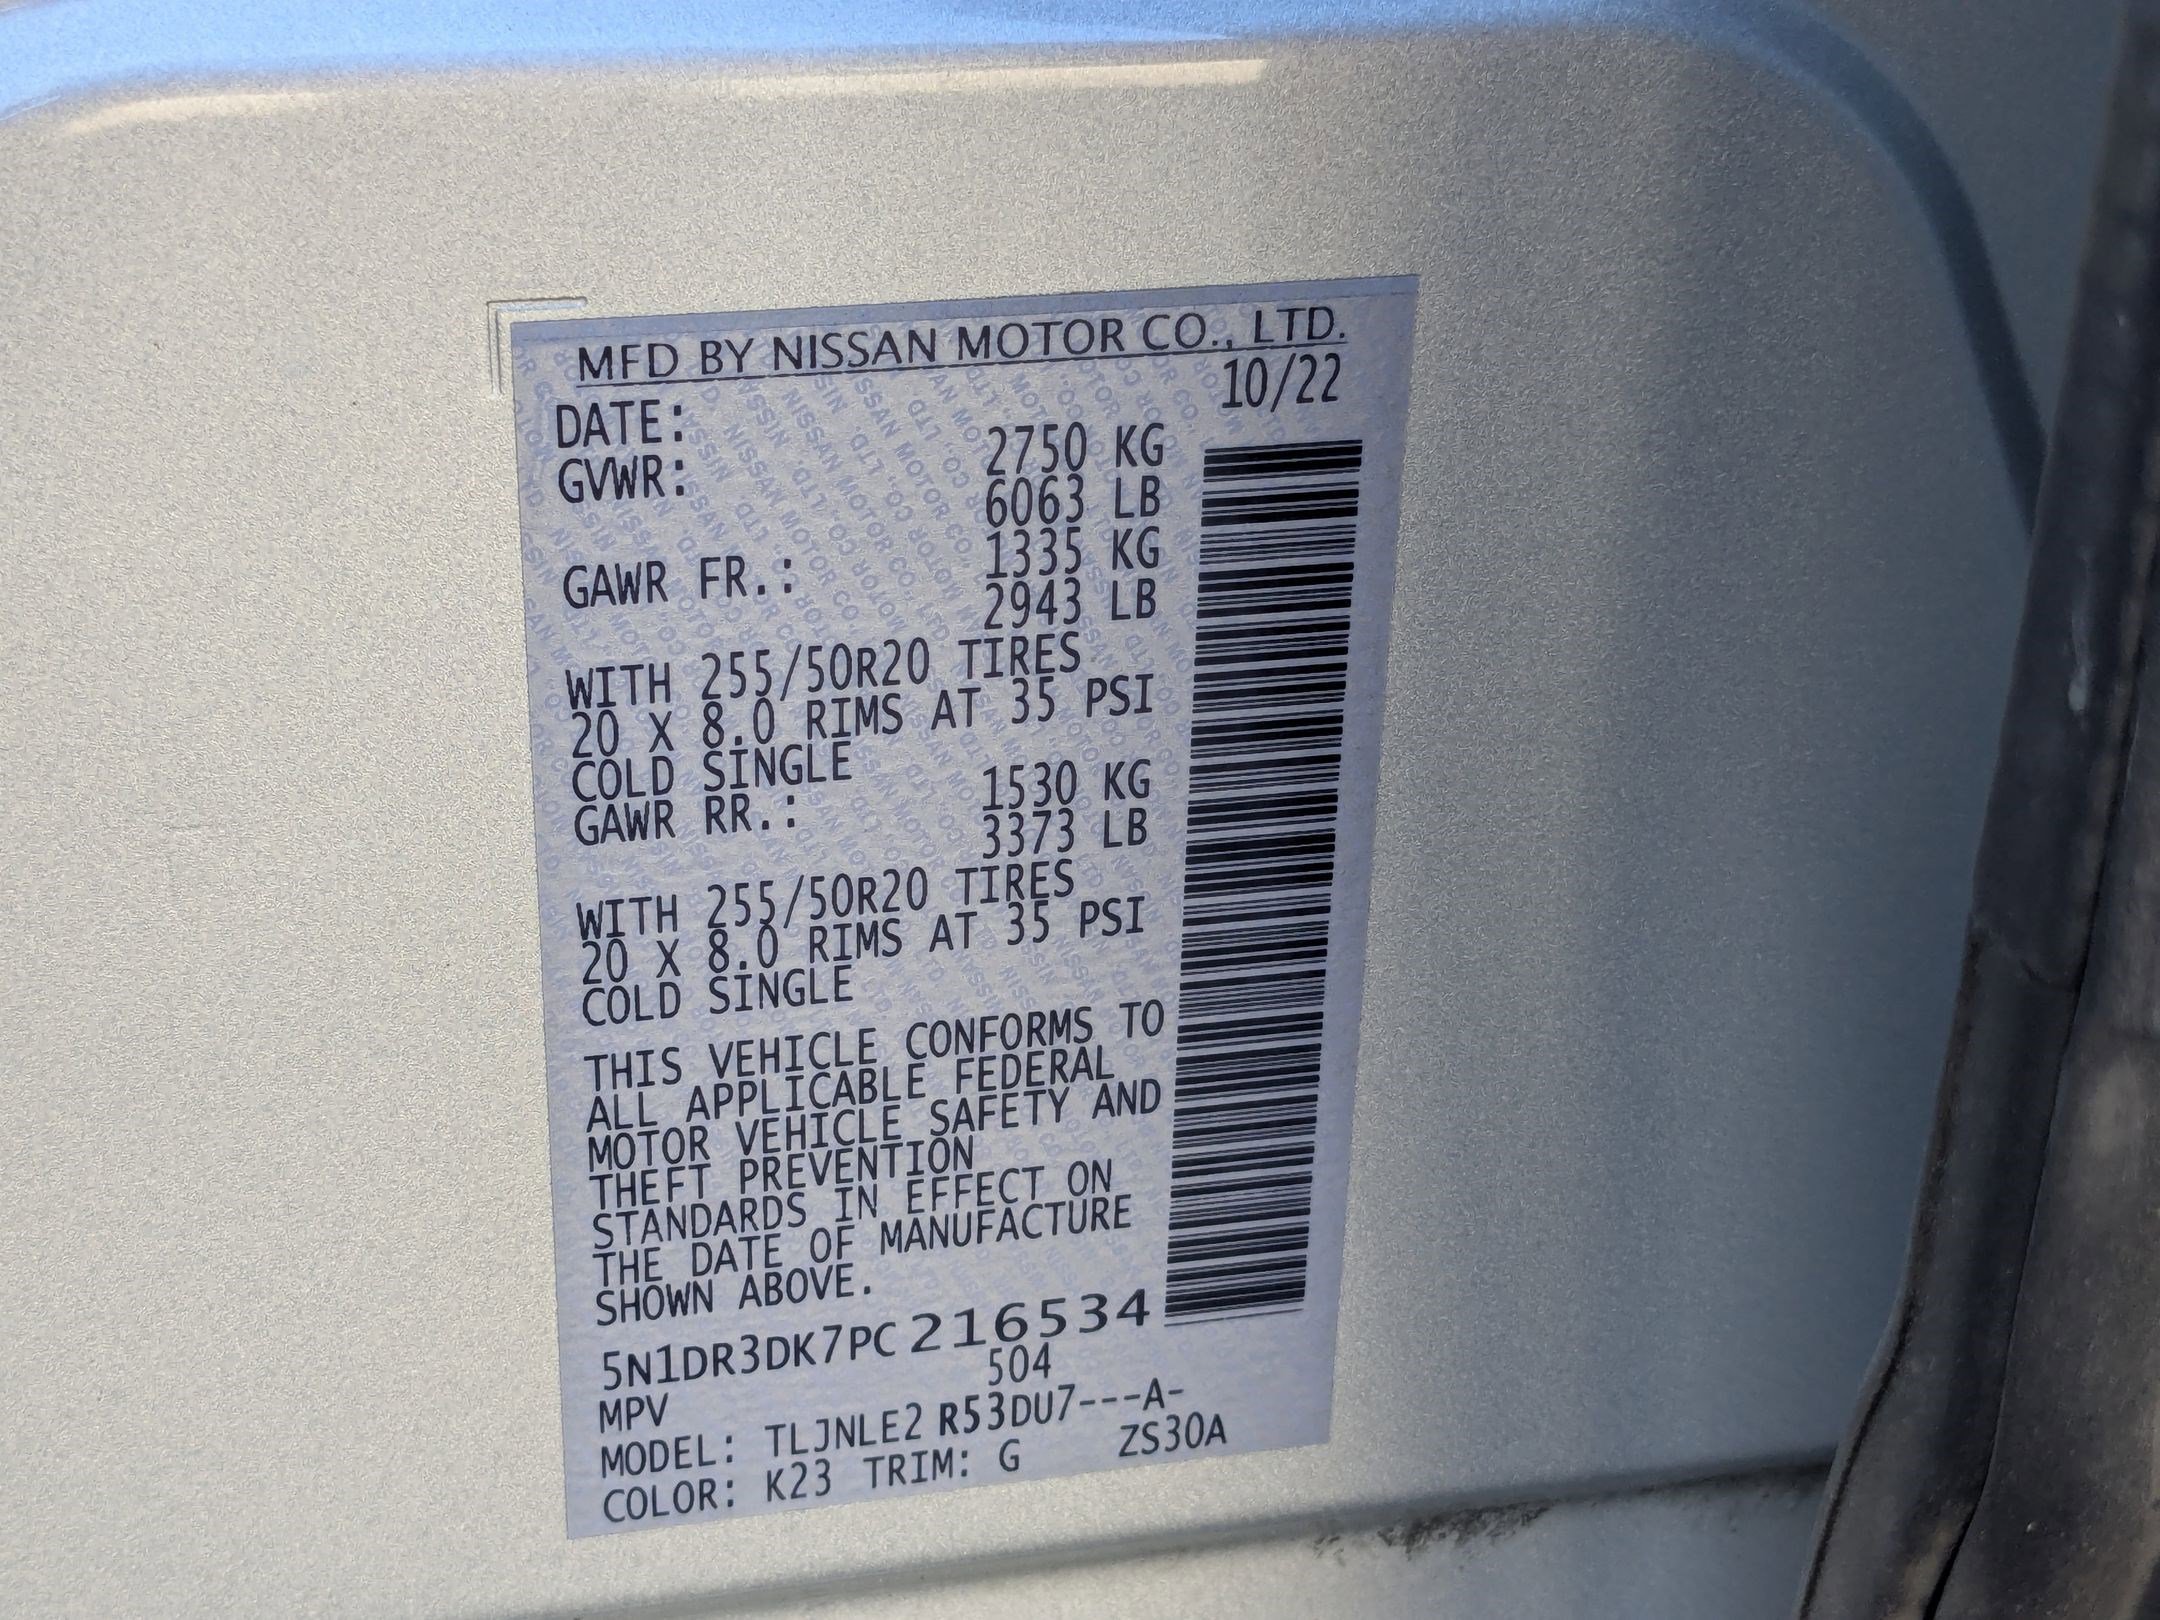 MFD BY NISSAN MOTOR CO., LTD.
DATE: 10/22
GVWR: 2750 KG
6063 LB
GAWR FR.: 1335 KG
2943 LB
WITH 255/50R20 TIRES
20 X 8.0 RIMS AT 35 PSI
COLD SINGLE
GAWR RR.: 1530 KG
3373 LB
WITH 255/50R20 TIRES
20 X 8.0 RIMS AT 35 PSI
COLD SINGLE
THIS VEHICLE CONFORMS TO
ALL APPLICABLE FEDERAL
MOTOR VEHICLE SAFETY AND
THEFT PREVENTION
STANDARDS IN EFFECT ON
THE DATE OF MANUFACTURE
SHOWN ABOVE.
5N1DR3DK7PC216534
MPV 504
MODEL: TLJNLE2 R53DU7---A-
COLOR: K23 TRIM: G ZS30A